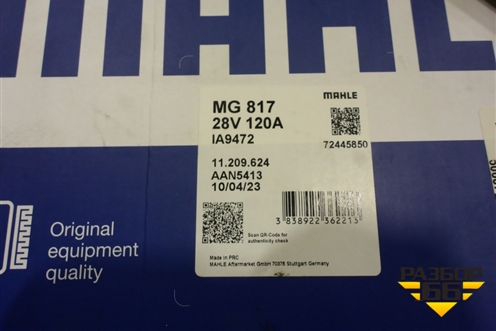 MAHL
MG 817
28V 120A
IA9472
MAHLE
72445850
11.209.624
AAN5413
10/04/23
3 838922 362213
Scan QR-Code for
authenticity check
Made in PRC
MAHLE Aftermarket GmbH 70376 Stuttgart Germany
Original
equipment
quality
РАЗБОР
66